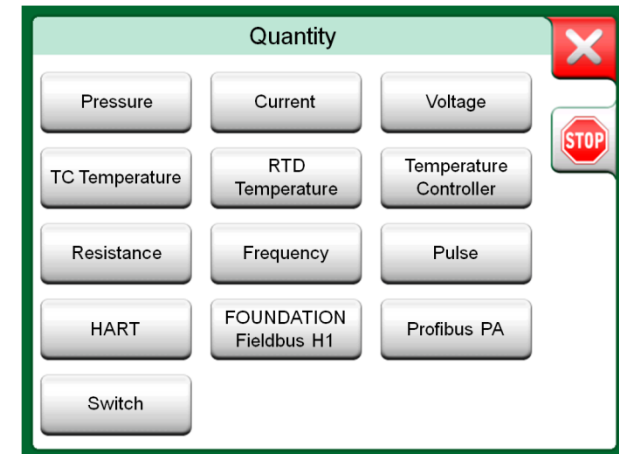 Quantity
Pressure
Current
Voltage
STOP
TC Temperature
RTD
Temperature
Temperature
Controller
Resistance
Frequency
Pulse
HART
FOUNDATION
Fieldbus H1
Profibus PA
Switch